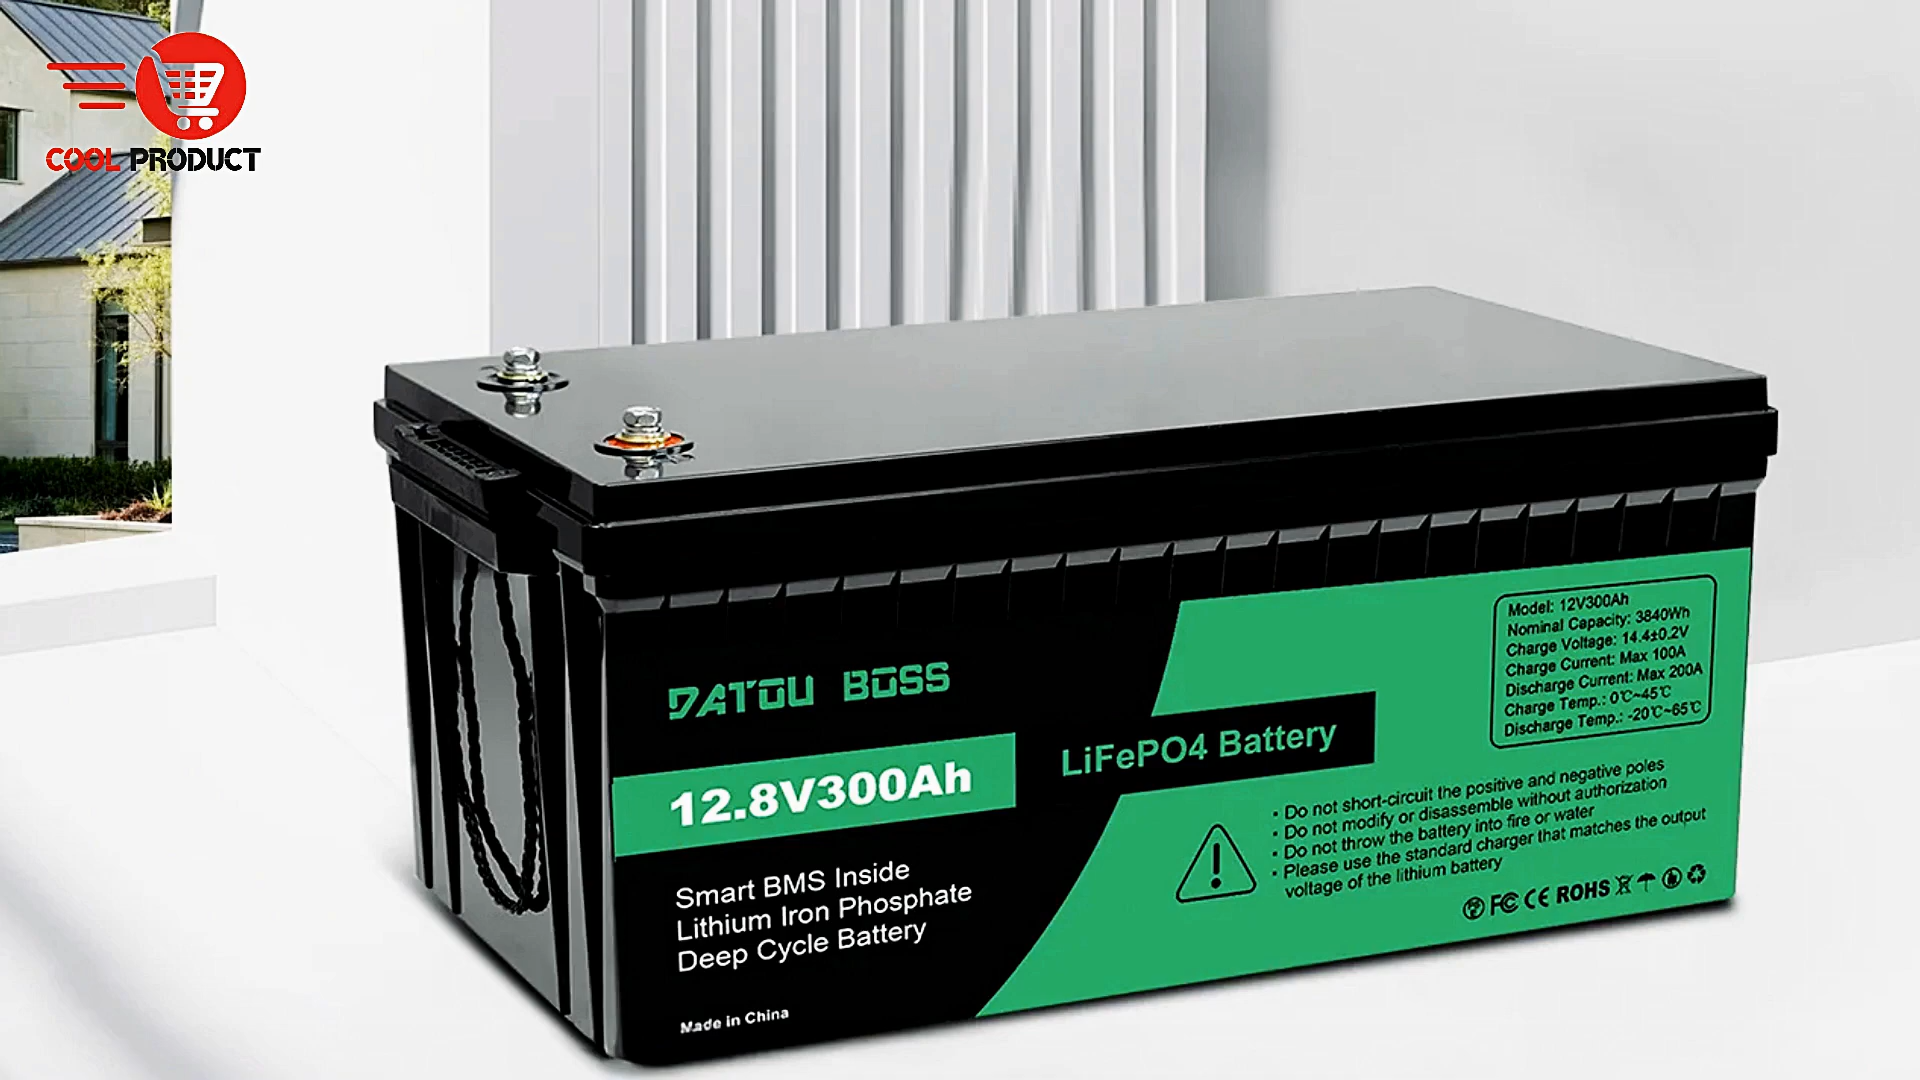 COOL PRODUCT
DATOU BOSS
12.8V300Ah
LiFePO4 Battery
Smart BMS Inside
Lithium Iron Phosphate
Deep Cycle Battery
Made in China
Model: 12V300Ah
Nominal Capacity: 3840Wh
Charge Voltage: 14.4±0.2V
Charge Current: Max 100A
Discharge Current: Max 200A
Charge Temp.: 0℃~45℃
Discharge Temp.: -20℃~65℃
• Do not short-circuit the positive and negative poles
• Do not modify or disassemble without authorization
• Do not throw the battery into fire or water
• Please use the standard charger that matches the output
voltage of the lithium battery
FC CE ROHS